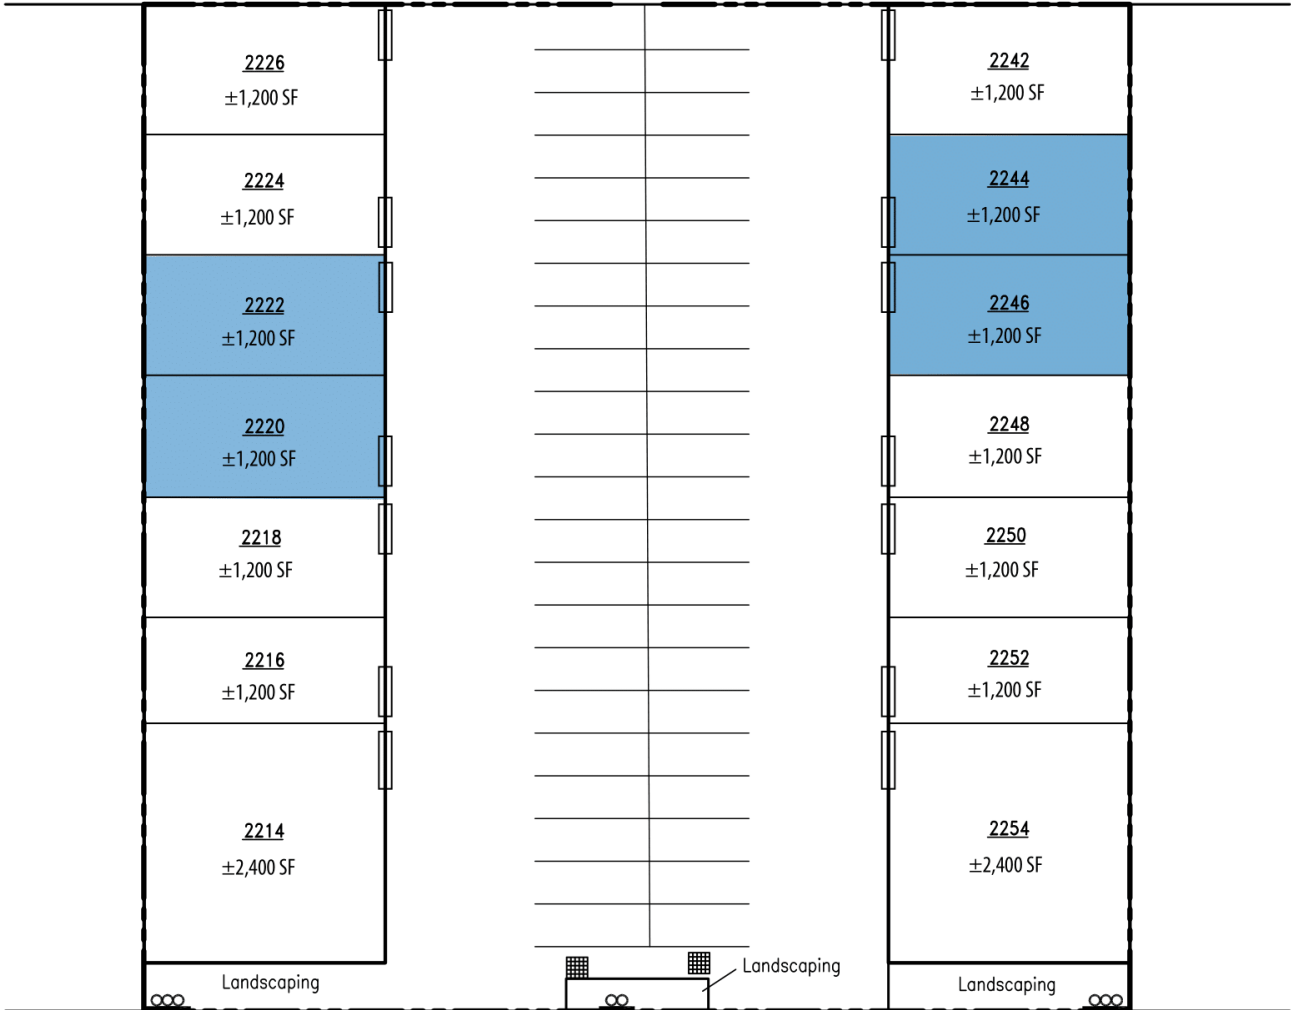 2226
±1,200 SF
2224
±1,200 SF
2222
±1,200 SF
2220
±1,200 SF
2218
±1,200 SF
2216
±1,200 SF
2214
±2,400 SF
Landscaping
Landscaping
2242
±1,200 SF
2244
±1,200 SF
2246
±1,200 SF
2248
±1,200 SF
2250
±1,200 SF
2252
±1,200 SF
2254
±2,400 SF
Landscaping